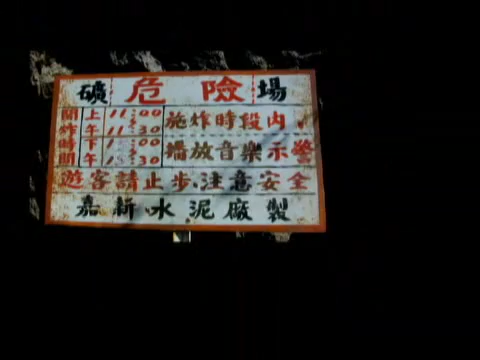 礦危險場
開炸時間
上午 11:00 11:30
下午 1:00 1:30
施炸時段內,
播放音樂示警
遊客請止步,注意安全
嘉新水泥廠製